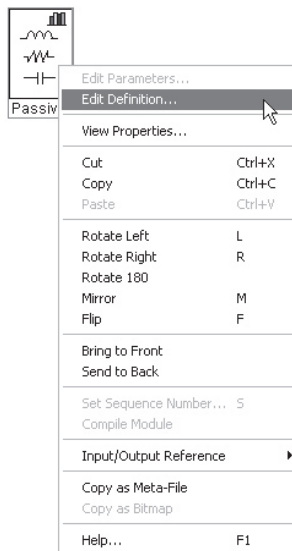 Passiv
Edit Parameters...
Edit Definition...
View Properties...
Cut Ctrl+X
Copy Ctrl+C
Paste Ctrl+V
Rotate Left L
Rotate Right R
Rotate 180
Mirror M
Flip F
Bring to Front
Send to Back
Set Sequence Number... S
Compile Module
Input/Output Reference
Copy as Meta-File
Copy as Bitmap
Help... F1